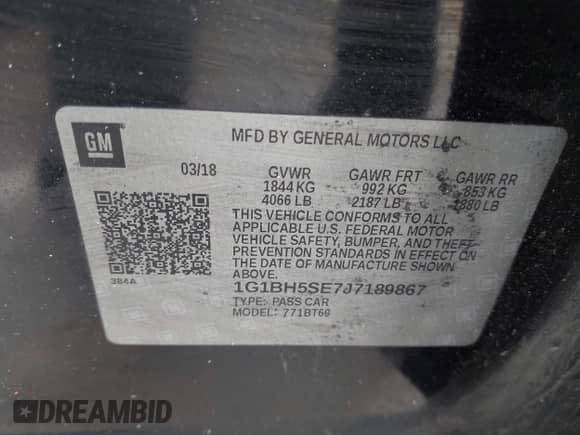 GM
MFD BY GENERAL MOTORS LLC
03/18 GVWR GAWR FRT GAWR RR
1844 KG 992 KG 853 KG
4066 LB 2187 LB 1880 LB
THIS VEHICLE CONFORMS TO ALL
APPLICABLE U.S. FEDERAL MOTOR
VEHICLE SAFETY, BUMPER, AND THEFT
PREVENTION STANDARDS IN EFFECT ON
THE DATE OF MANUFACTURE SHOWN
ABOVE.
384A
1G1BH5SE7J7189867
TYPE: PASS CAR
MODEL: 771BT69
DREAMBID